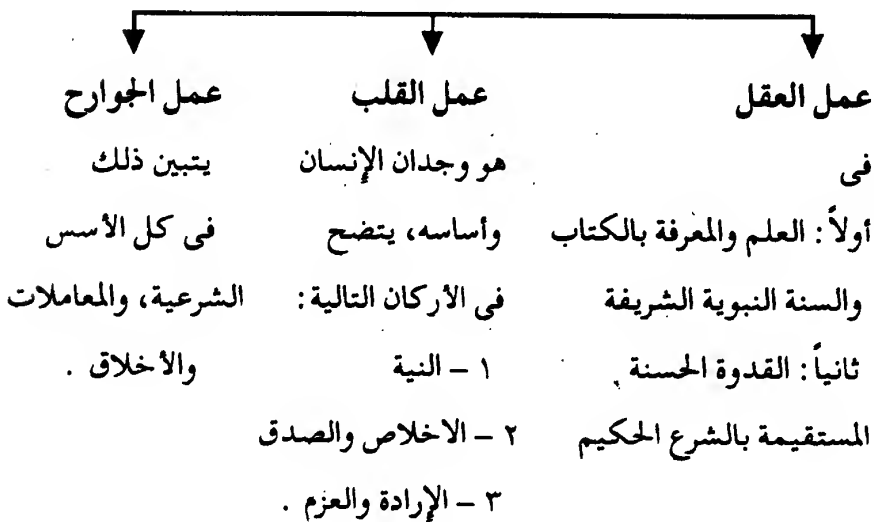 عمل العقل
فى
أولاً : العلم والمعرفة بالكتاب
والسنة النبوية الشريفة
ثانياً : القدوة الحسنة
المستقيمة بالشرع الحكيم
عمل القلب
هو وجدان الإنسان
وأساسه، يتضح
فى الأركان التالية :
١ – النية
٢ – الاخلاص والصدق
٣ – الإرادة والعزم .
عمل الجوارح
يتبين ذلك
فى كل الأسس
الشرعية، والمعاملات
والأخلاق .